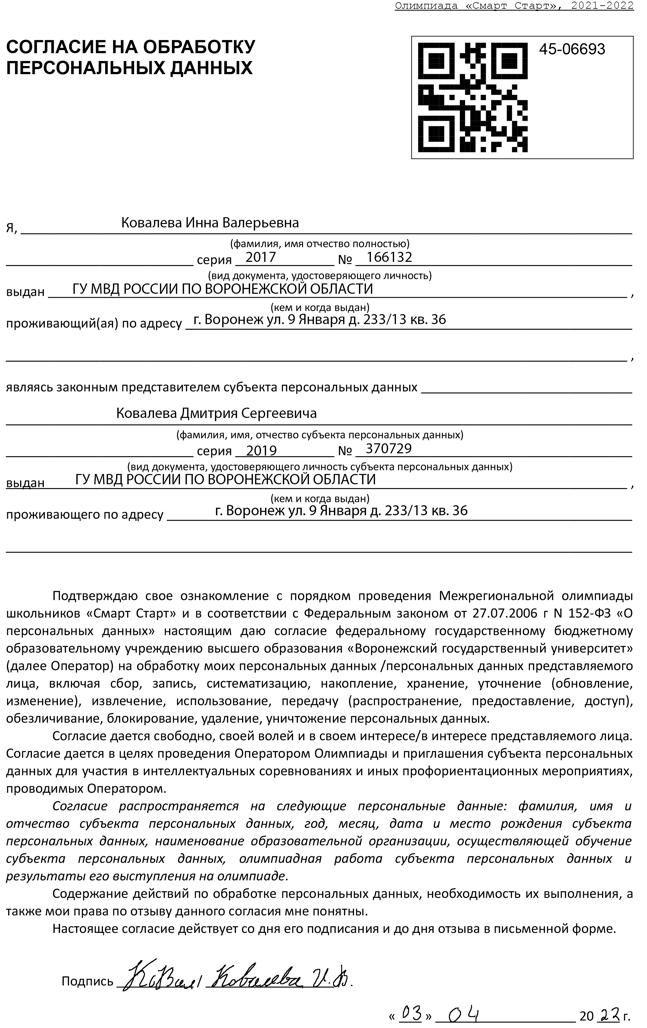 Олимпиада «Смарт Старт», 2021-2022
СОГЛАСИЕ НА ОБРАБОТКУ
ПЕРСОНАЛЬНЫХ ДАННЫХ
45-06693
Я, Ковалева Инна Валерьевна
(фамилия, имя отчество полностью)
серия 2017 № 166132
(вид документа, удостоверяющего личность)
выдан ГУ МВД РОССИИ ПО ВОРОНЕЖСКОЙ ОБЛАСТИ ,
(кем и когда выдан)
проживающий(ая) по адресу г. Воронеж ул. 9 Января д. 233/13 кв. 36
,
являясь законным представителем субъекта персональных данных
Ковалева Дмитрия Сергеевича
(фамилия, имя, отчество субъекта персональных данных)
серия 2019 № 370729
(вид документа, удостоверяющего личность субъекта персональных данных)
выдан ГУ МВД РОССИИ ПО ВОРОНЕЖСКОЙ ОБЛАСТИ ,
(кем и когда выдан)
проживающего по адресу г. Воронеж ул. 9 Января д. 233/13 кв. 36
Подтверждаю свое ознакомление с порядком проведения Межрегиональной олимпиады
школьников «Смарт Старт» и в соответствии с Федеральным законом от 27.07.2006 г N 152-ФЗ «О
персональных данных» настоящим даю согласие федеральному государственному бюджетному
образовательному учреждению высшего образования «Воронежский государственный университет»
(далее Оператор) на обработку моих персональных данных /персональных данных представляемого
лица, включая сбор, запись, систематизацию, накопление, хранение, уточнение (обновление,
изменение), извлечение, использование, передачу (распространение, предоставление, доступ),
обезличивание, блокирование, удаление, уничтожение персональных данных.
Согласие дается свободно, своей волей и в своем интересе/в интересе представляемого лица.
Согласие дается в целях проведения Оператором Олимпиады и приглашения субъекта персональных
данных для участия в интеллектуальных соревнованиях и иных профориентационных мероприятиях,
проводимых Оператором.
Согласие распространяется на следующие персональные данные: фамилия, имя и
отчество субъекта персональных данных, год, месяц, дата и место рождения субъекта
персональных данных, наименование образовательной организации, осуществляющей обучение
субъекта персональных данных, олимпиадная работа субъекта персональных данных и
результаты его выступления на олимпиаде.
Содержание действий по обработке персональных данных, необходимость их выполнения, а
также мои права по отзыву данного согласия мне понятны.
Настоящее согласие действует со дня его подписания и до дня отзыва в письменной форме.
Подпись КоВал/ Ковалева И.В.
« 03 » 04 20 22 г.